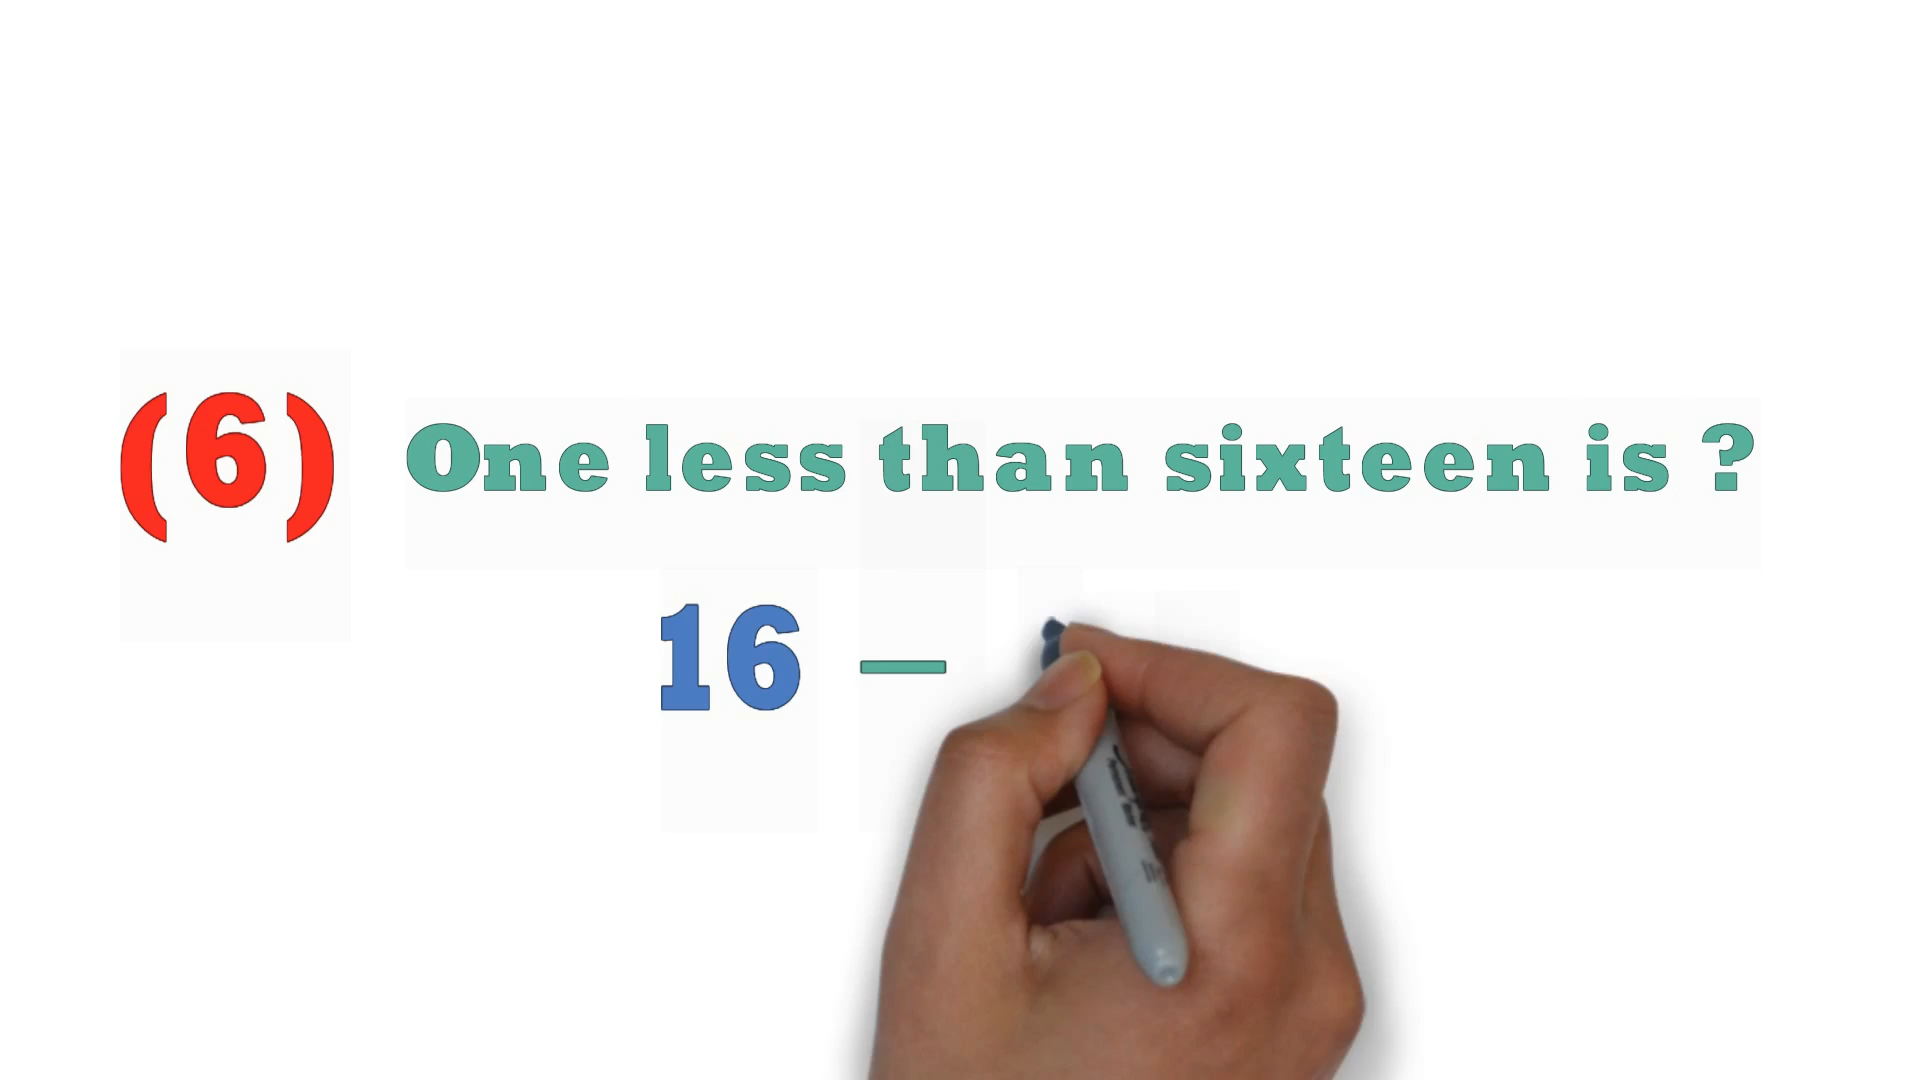 (6) One less than sixteen is ?
16 –